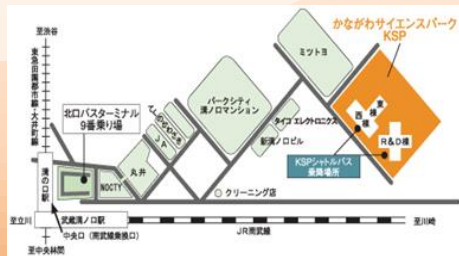 至渋谷
東急田園都市線・大井町線
北口バスターミナル
9番乗り場
溝の口駅
至立川
武蔵溝ノ口駅
中央口(南武線乗換口)
至中央林間
NOCTY
丸井
JA
パークシティ
溝ノ口マンション
ミツトヨ
タイコ エレクトロニクス
新溝ノ口ビル
クリーニング店
かながわサイエンスパーク
KSP
西棟
東棟
R&D棟
KSPシャトルバス
乗降場所
JR南武線
至川崎